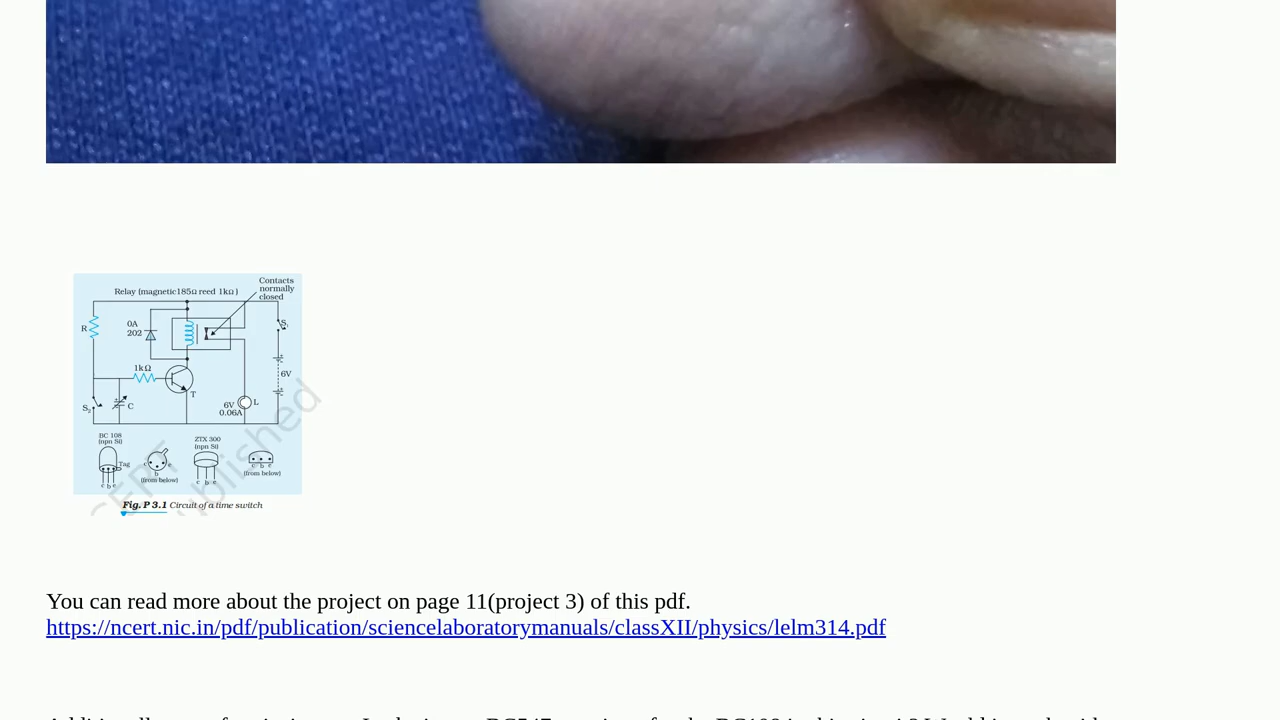 Contacts
normally
closed
Relay (magnetic185Ω reed 1kΩ)
R
0A
202
S₁
1kΩ
6V
T
S₂
C
6V
0.06A
L
BC 108
(npn Si)
ZTX 300
(npn Si)
Tag
c
e
b
(from below)
c b e
(from below)
c b e
c b e
Fig. P 3.1 Circuit of a time switch
You can read more about the project on page 11(project 3) of this pdf.
https://ncert.nic.in/pdf/publication/sciencelaboratorymanuals/classXII/physics/lelm314.pdf